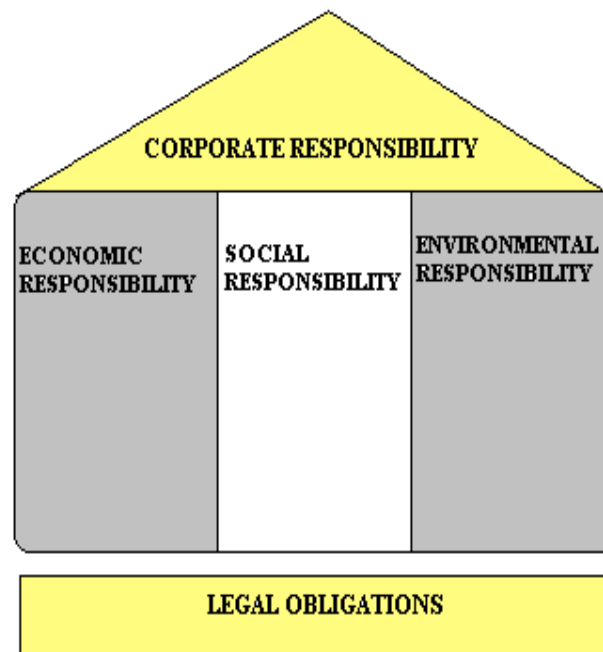 CORPORATE RESPONSIBILITY
ECONOMIC
RESPONSIBILITY
SOCIAL
RESPONSIBILITY
ENVIRONMENTAL
RESPONSIBILITY
LEGAL OBLIGATIONS